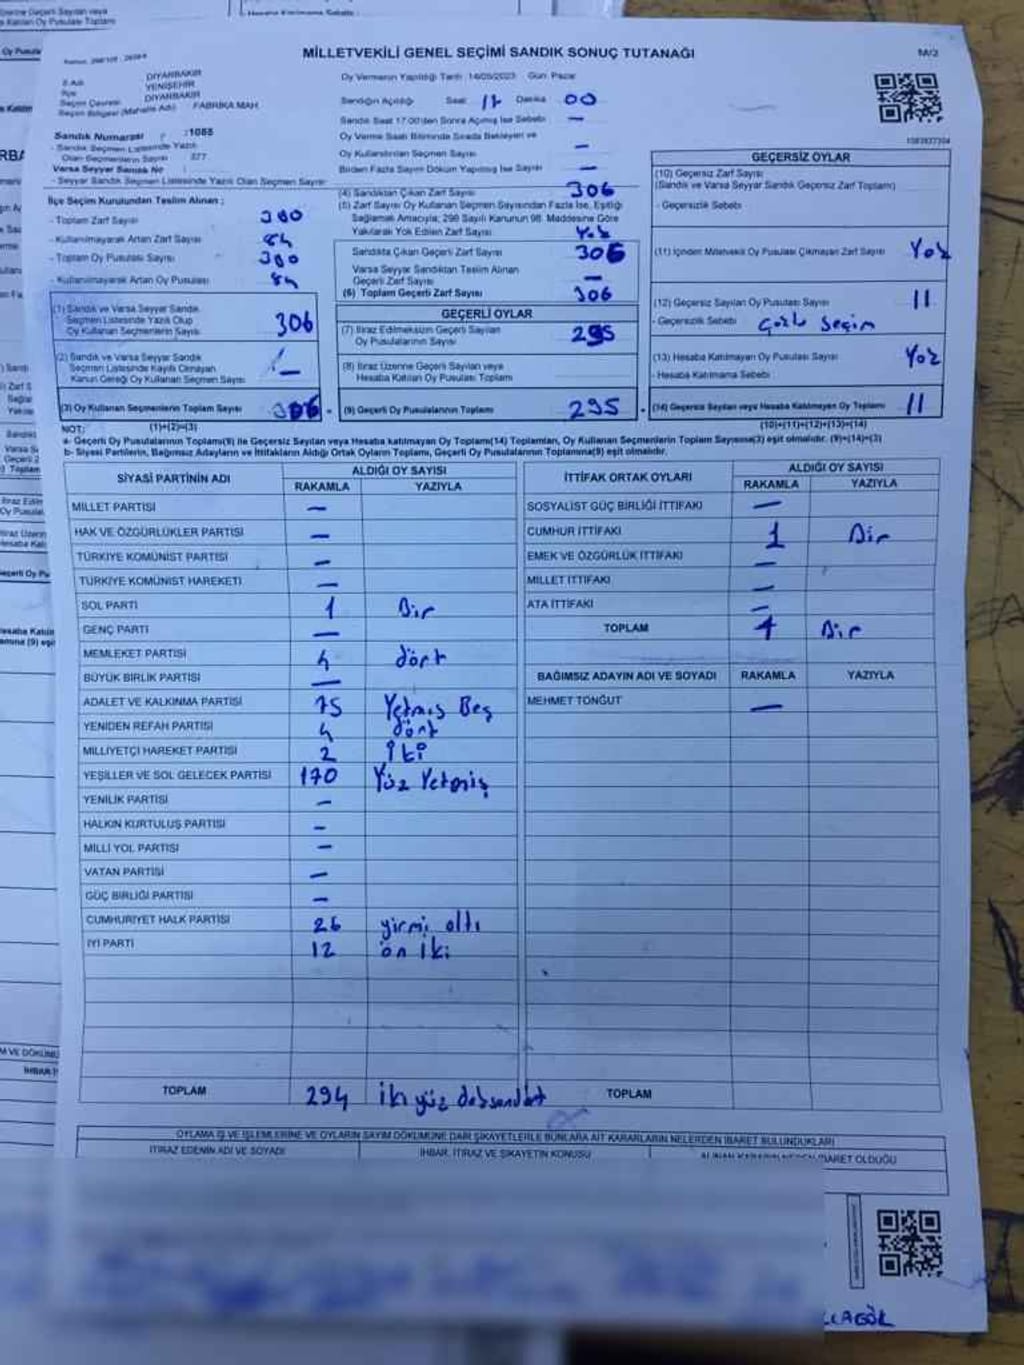 MİLLETVEKİLİ GENEL SEÇİMİ SANDIK SONUÇ TUTANAĞI
M/2
İl Adı DİYARBAKIR
İlçe YENİŞEHİR
Seçim Çevresi DİYARBAKIR
Seçim Bölgesi (Mahalle Adı) FABRİKA MAH.
Sandık Numarası : 1085
- Sandık Seçmen Listesinde Yazılı
Olan Seçmenlerin Sayısı : 377
Varsa Seyyar Sandık No
- Seyyar Sandık Seçmen Listesinde Yazılı Olan Seçmen Sayısı
İlçe Seçim Kurulundan Teslim Alınan ;
- Toplam Zarf Sayısı 380
- Kullanılmayarak Artan Zarf Sayısı 84
- Toplam Oy Pusulası Sayısı 380
- Kullanılmayarak Artan Oy Pusulası 84
(1) Sandık ve Varsa Seyyar Sandık
Seçmen Listesinde Yazılı Olup
Oy Kullanan Seçmenlerin Sayısı 306
(2) Sandık ve Varsa Seyyar Sandık
Seçmen Listesinde Kayıtlı Olmayan
Kanun Gereği Oy Kullanan Seçmen Sayısı —
(3) Oy Kullanan Seçmenlerin Toplam Sayısı 306
(1)+(2)=(3)
Oy Vermenin Yapıldığı Tarih : 14/05/2023 Gün: Pazar
Sandığın Açıldığı Saat 17 Dakika 00
Sandık Saat 17:00'den Sonra Açılmış İse Sebebi —
Oy Verme Saati Bitiminde Sırada Bekleyen ve
Oy Kullandırılan Seçmen Sayısı —
Birden Fazla Sayım Döküm Yapılmış İse Sayısı —
(4) Sandıktan Çıkan Zarf Sayısı 306
(5) Zarf Sayısı Oy Kullanan Seçmen Sayısından Fazla İse, Eşitliği
Sağlamak Amacıyla; 298 Sayılı Kanunun 98. Maddesine Göre
Yakılarak Yok Edilen Zarf Sayısı Yok
Sandıkta Çıkan Geçerli Zarf Sayısı 306
Varsa Seyyar Sandıktan Teslim Alınan
Geçerli Zarf Sayısı —
(6) Toplam Geçerli Zarf Sayısı 306
GEÇERLİ OYLAR
(7) İtiraz Edilmeksizin Geçerli Sayılan
Oy Pusulalarının Sayısı 295
(8) İtiraz Üzerine Geçerli Sayılan veya
Hesaba Katılan Oy Pusulası Toplamı
(9) Geçerli Oy Pusulalarının Toplamı 295
GEÇERSİZ OYLAR
(10) Geçersiz Zarf Sayısı
(Sandık ve Varsa Seyyar Sandık Geçersiz Zarf Toplamı)
- Geçersizlik Sebebi
(11) İçinden Milletvekili Oy Pusulası Çıkmayan Zarf Sayısı Yok
(12) Geçersiz Sayılan Oy Pusulası Sayısı 11
- Geçersizlik Sebebi Çoklu Seçim
(13) Hesaba Katılmayan Oy Pusulası Sayısı Yok
- Hesaba Katılmama Sebebi
(14) Geçersiz Sayılan veya Hesaba Katılmayan Oy Toplamı 11
(10)+(11)+(12)+(13)=(14)
NOT:
a- Geçerli Oy Pusulalarının Toplamı(9) ile Geçersiz Sayılan veya Hesaba katılmayan Oy Toplamı(14) Toplamları, Oy Kullanan Seçmenlerin Toplam Sayısına(3) eşit olmalıdır. (9)+(14)=(3)
b- Siyasi Partilerin, Bağımsız Adayların ve İttifakların Aldığı Ortak Oyların Toplamı, Geçerli Oy Pusulalarının Toplamına(9) eşit olmalıdır.
SİYASİ PARTİNİN ADI ALDIĞI OY SAYISI
RAKAMLA YAZIYLA
MİLLET PARTİSİ —
HAK VE ÖZGÜRLÜKLER PARTİSİ —
TÜRKİYE KOMÜNİST PARTİSİ —
TÜRKİYE KOMÜNİST HAREKETİ —
SOL PARTİ 1 Bir
GENÇ PARTİ —
MEMLEKET PARTİSİ 4 dört
BÜYÜK BİRLİK PARTİSİ —
ADALET VE KALKINMA PARTİSİ 75 Yetmiş Beş
YENİDEN REFAH PARTİSİ 4 dört
MİLLİYETÇİ HAREKET PARTİSİ 2 İki
YEŞİLLER VE SOL GELECEK PARTİSİ 170 Yüz Yetmiş
YENİLİK PARTİSİ —
HALKIN KURTULUŞ PARTİSİ —
MİLLİ YOL PARTİSİ —
VATAN PARTİSİ —
GÜÇ BİRLİĞİ PARTİSİ —
CUMHURİYET HALK PARTİSİ 26 yirmi altı
İYİ PARTİ 12 on iki
TOPLAM 294 iki yüz doksandört
İTTİFAK ORTAK OYLARI ALDIĞI OY SAYISI
RAKAMLA YAZIYLA
SOSYALİST GÜÇ BİRLİĞİ İTTİFAKI —
CUMHUR İTTİFAKI 1 Bir
EMEK VE ÖZGÜRLÜK İTTİFAKI —
MİLLET İTTİFAKI —
ATA İTTİFAKI —
TOPLAM 1 Bir
BAĞIMSIZ ADAYIN ADI VE SOYADI RAKAMLA YAZIYLA
MEHMET TONĞUT —
TOPLAM
OYLAMA İŞ VE İŞLEMLERİNE VE OYLARIN SAYIM DÖKÜMÜNE DAİR ŞİKAYETLERLE BUNLARA AİT KARARLARIN NELERDEN İBARET BULUNDUKLARI
İTİRAZ EDENİN ADI VE SOYADI İHBAR, İTİRAZ VE ŞİKAYETİN KONUSU